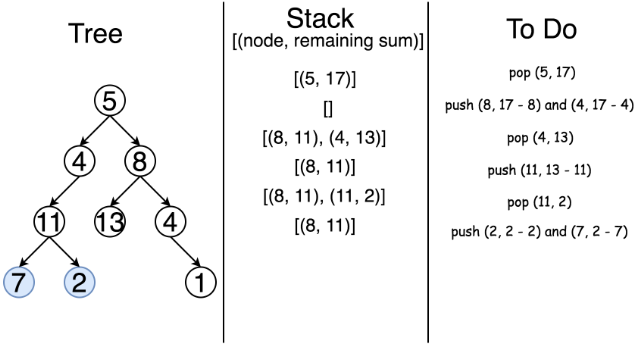 Tree
5
4 8
11 13 4
7 2 1
Stack
[(node, remaining sum)]
[(5, 17)]
[]
[(8, 11), (4, 13)]
[(8, 11)]
[(8, 11), (11, 2)]
[(8, 11)]
To Do
pop (5, 17)
push (8, 17 - 8) and (4, 17 - 4)
pop (4, 13)
push (11, 13 - 11)
pop (11, 2)
push (2, 2 - 2) and (7, 2 - 7)